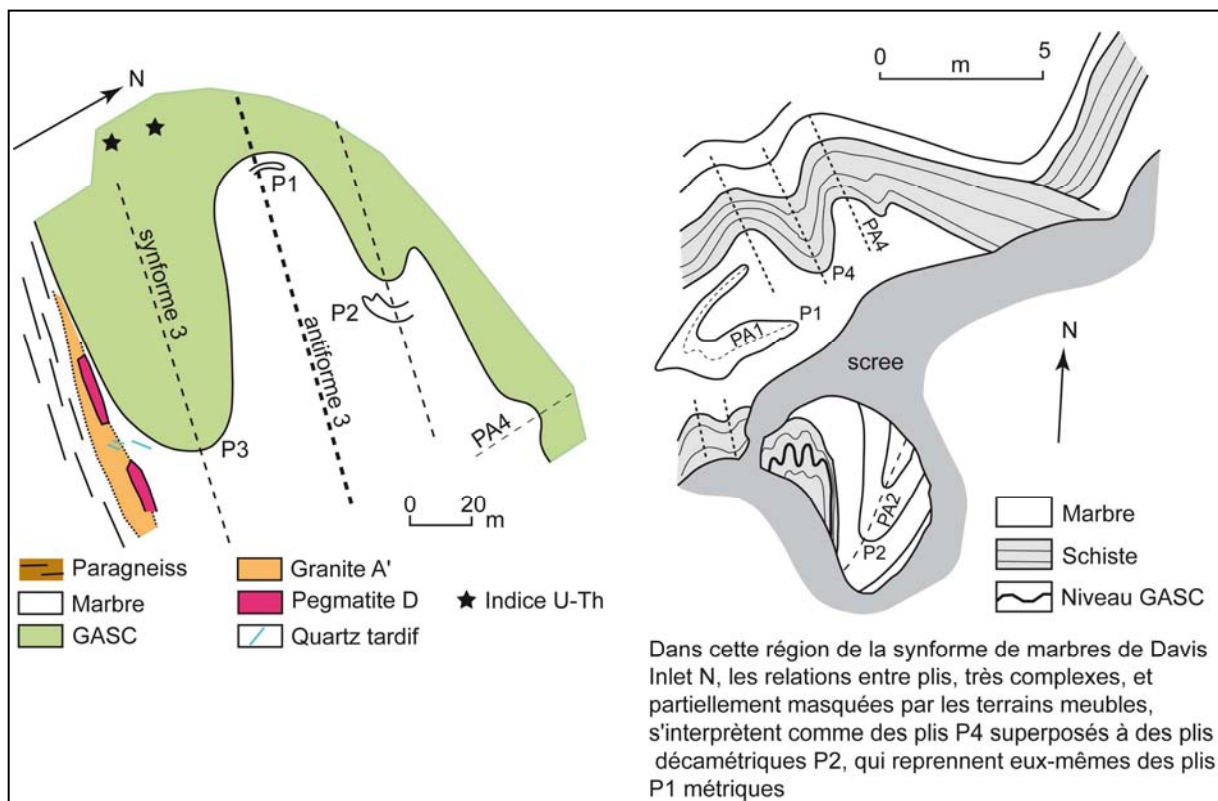 N
P1
synforme 3
antiforme 3
P2
P3
PA4
0 20
m
Paragneiss
Marbre
GASC
Granite A'
Pegmatite D
Quartz tardif
Indice U-Th
0 5
m
PA4
P4
P1
PA1
scree
N
PA2
P2
Marbre
Schiste
Niveau GASC
Dans cette région de la synforme de marbres de Davis
Inlet N, les relations entre plis, très complexes, et
partiellement masquées par les terrains meubles,
s'interprètent comme des plis P4 superposés à des plis
décamétriques P2, qui reprennent eux-mêmes des plis
P1 métriques